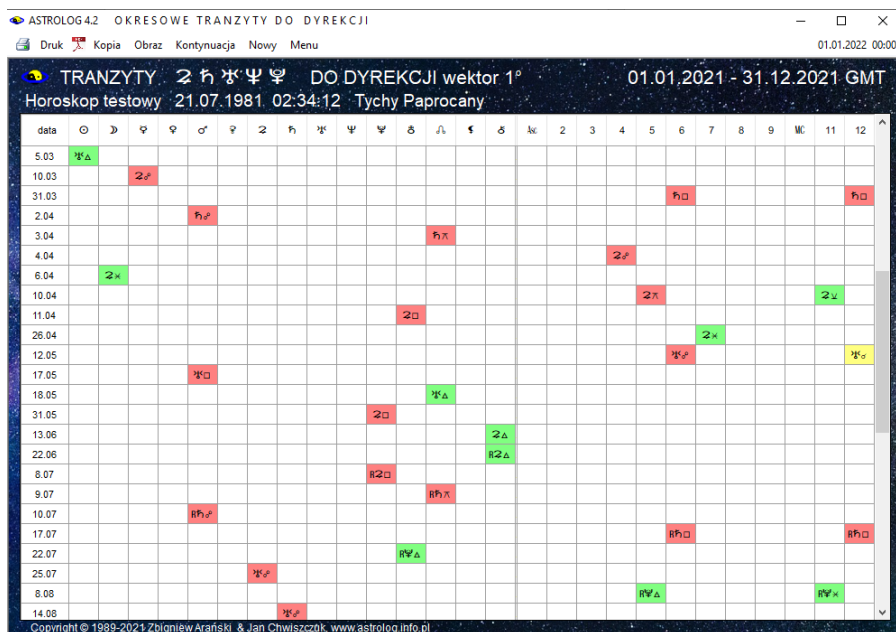 ASTROLOG 4.2 OKRESOWE TRANZYTY DO DYREKCJI
Druk Kopia Obraz Kontynuacja Nowy Menu 01.01.2022 00:00
TRANZYTY ♃ ♄ ♅ ♆ ♇ DO DYREKCJI wektor 1° 01.01.2021 - 31.12.2021 GMT
Horoskop testowy 21.07.1981 02:34:12 Tychy Paprocany
data ☉ ☽ ♂ ♃ ♄ ♅ ♆ ☊ Asc 2 3 4 5 6 7 8 9 MC 11 12
5.03 ♅△
10.03 ♃☍
31.03 ♄□ ♄□
2.04 ♄☍
3.04 ♄⚻
4.04 ♃☍
6.04 ♃⚹
10.04 ♃⚻ ♃⚺
11.04 ♃□
26.04 ♃⚹
12.05 ♅☍ ♅☌
17.05 ♅□
18.05 ♅△
31.05 ♃□
13.06 ♃△
22.06 R♃△
8.07 R♃□
9.07 R♄⚻
10.07 R♄☍
17.07 R♄□ R♄□
22.07 R♇△
25.07 ♅☍
8.08 R♇△ R♇⚹
14.08 ♅☍
Copyright © 1989-2021 Zbigniew Arański & Jan Chwiszczuk, www.astrolog.info.pl